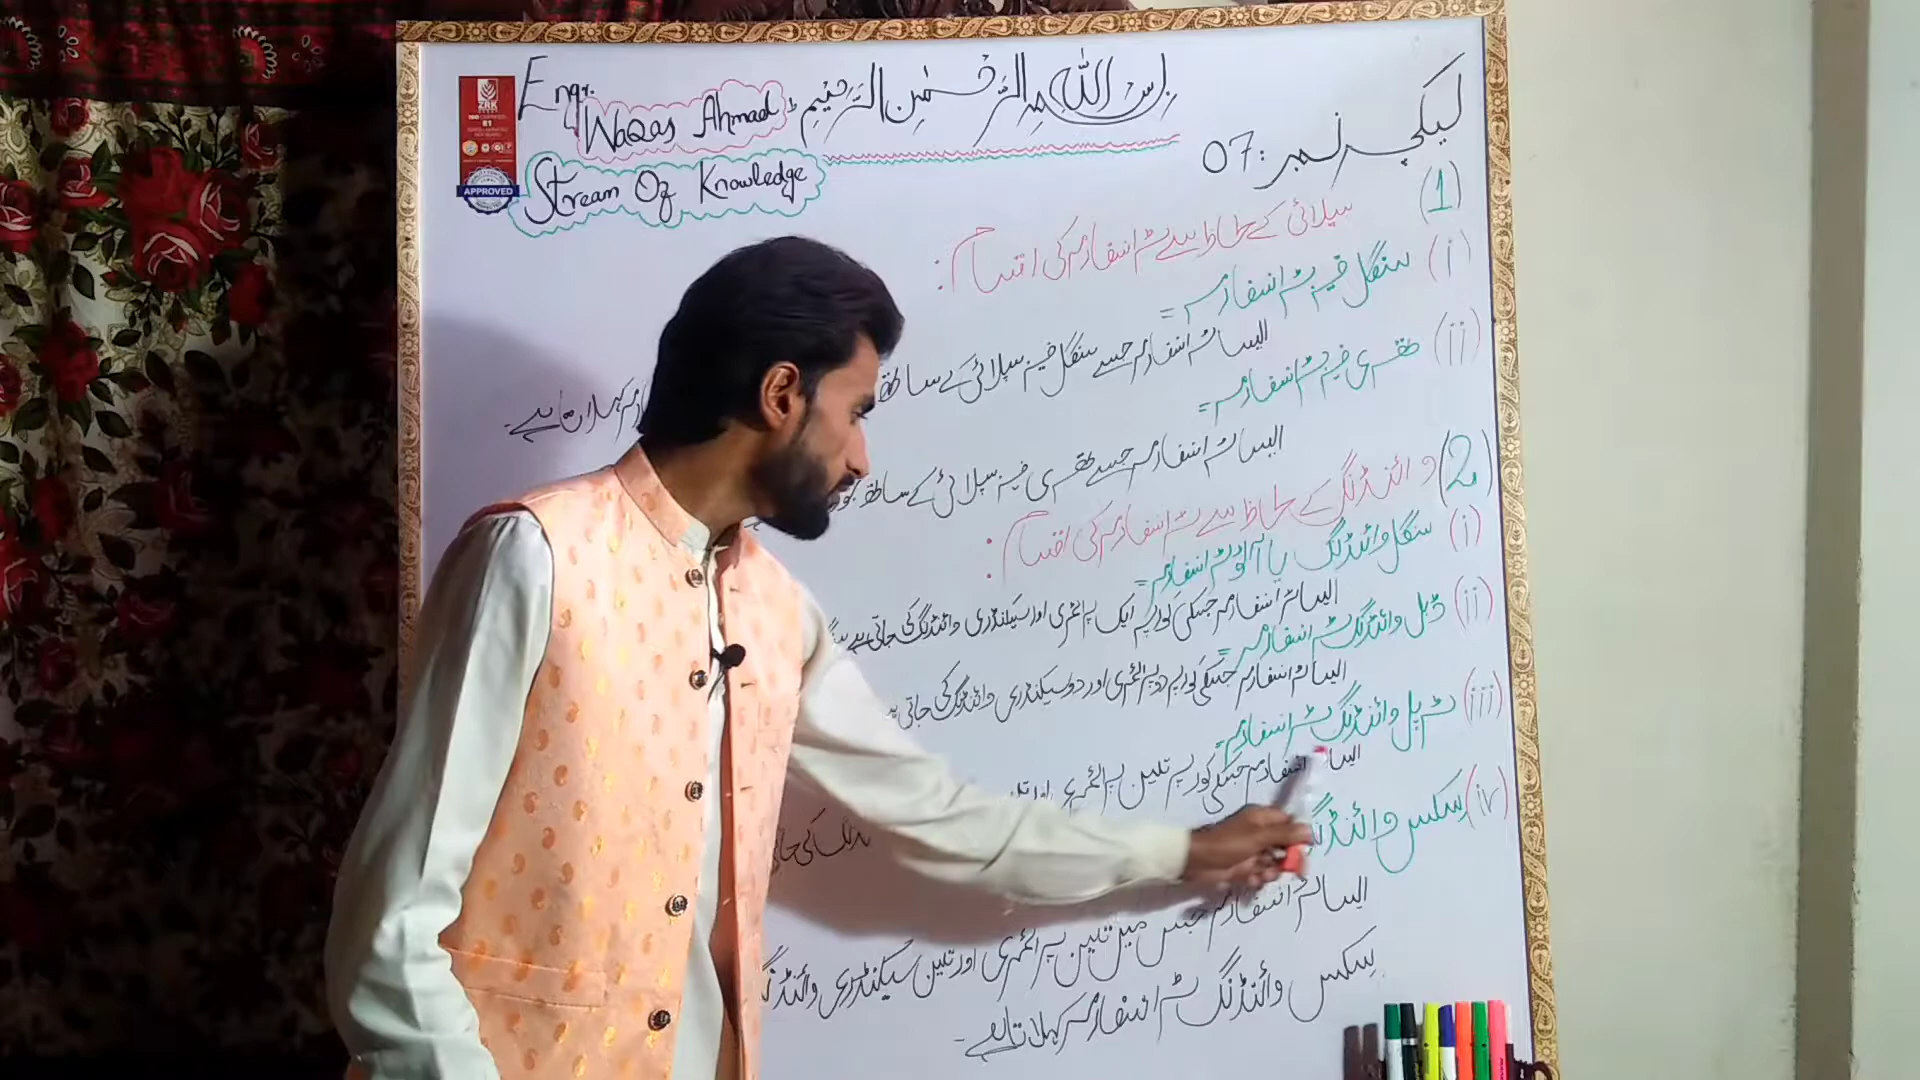 Engr. Waqas Ahmad
Stream Of Knowledge
ZRK
APPROVED
بسم اللہ الرحمٰن الرحیم
لیکچر نمبر: 07
(1) سپلائی کے لحاظ سے ٹرانسفارمر کی اقسام:
(i) سنگل فیز ٹرانسفارمر =
ایسا ٹرانسفارمر جسے سنگل فیز سپلائی کے ساتھ
کہلاتا ہے۔
(ii) تھری فیز ٹرانسفارمر =
ایسا ٹرانسفارمر جسے تھری فیز سپلائی کے ساتھ
(2) وائنڈنگ کے لحاظ سے ٹرانسفارمر کی اقسام:
(i) سنگل وائنڈنگ یا آٹو ٹرانسفارمر =
ایسا ٹرانسفارمر جسکی کور پر ایک پرائمری اور سیکنڈری وائنڈنگ کی جاتی ہے
(ii) ڈبل وائنڈنگ ٹرانسفارمر =
ایسا ٹرانسفارمر جسکی کور پر دو پرائمری اور دو سیکنڈری وائنڈنگ کی جاتی
(iii) ٹرپل وائنڈنگ ٹرانسفارمر =
ایسا ٹرانسفارمر جسکی کور پر تین پرائمری اور
(iv) سکس وائنڈنگ
ایسا ٹرانسفارمر جس میں تین پرائمری اور تین سیکنڈری وائنڈنگ
سکس وائنڈنگ ٹرانسفارمر کہلاتا ہے۔